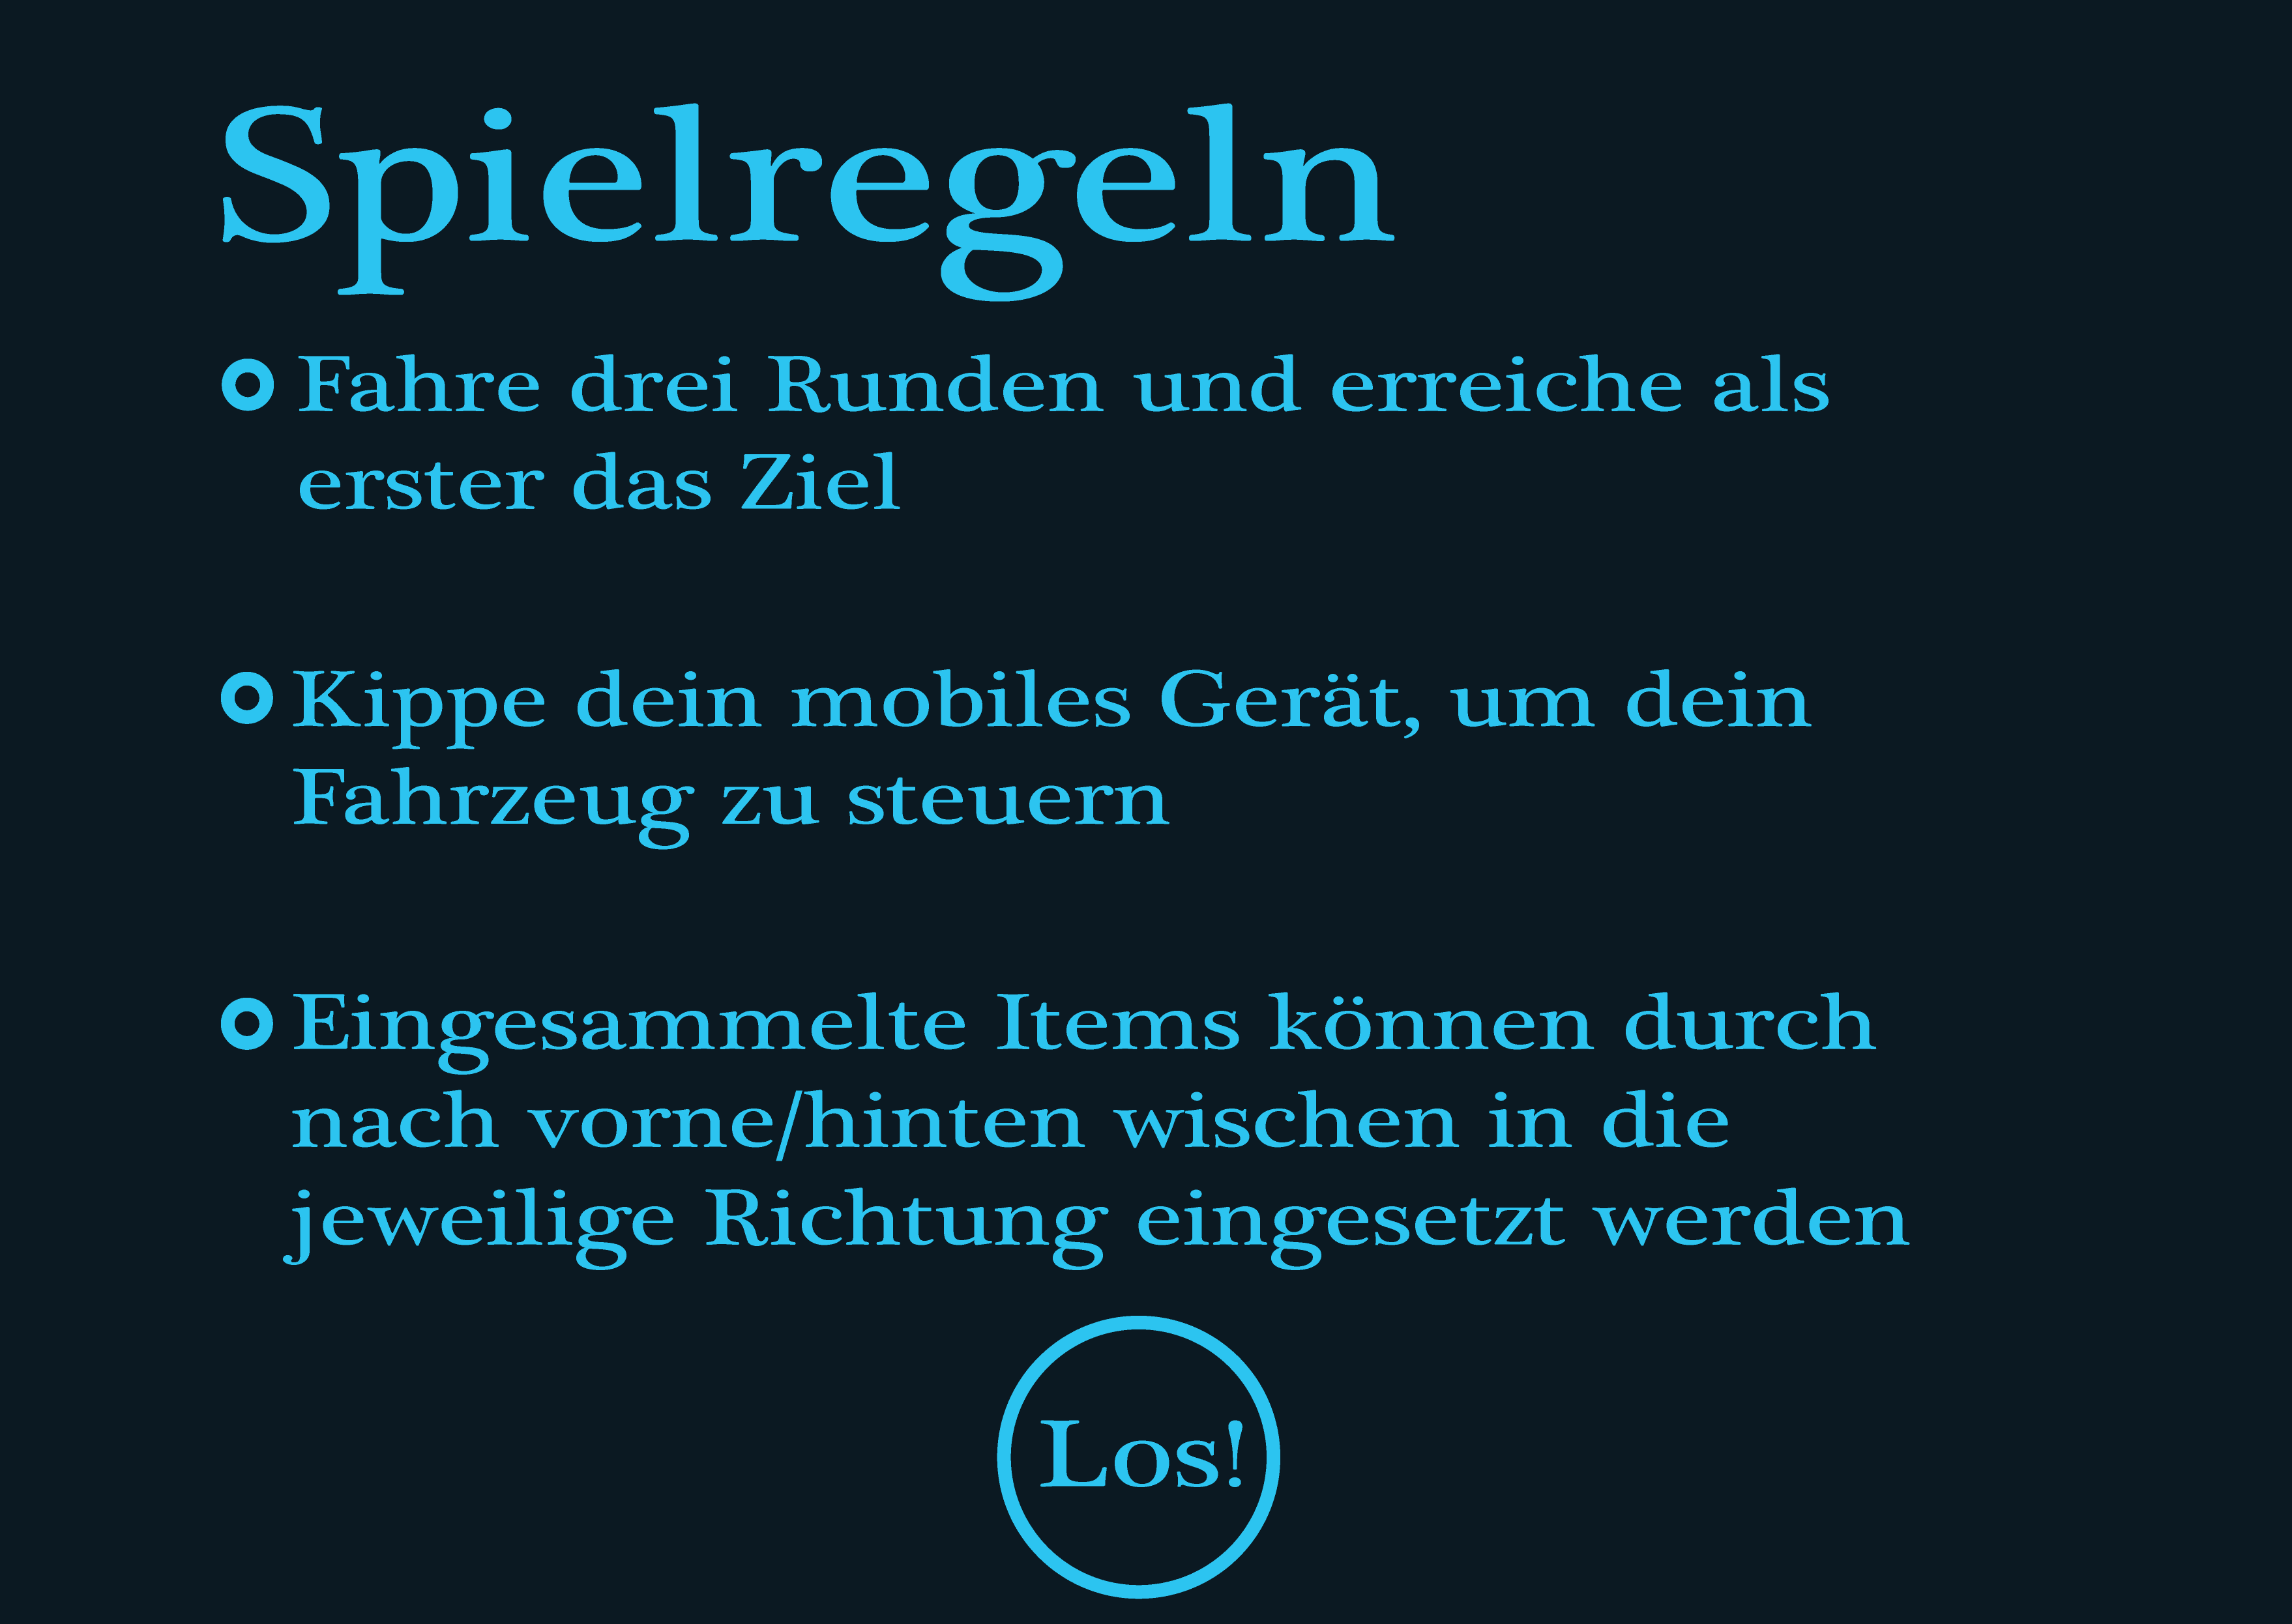 Spielregeln
Fahre drei Runden und erreiche als
erster das Ziel
Kippe dein mobiles Gerät, um dein
Fahrzeug zu steuern
Eingesammelte Items können durch
nach vorne/hinten wischen in die
jeweilige Richtung eingesetzt werden
Los!